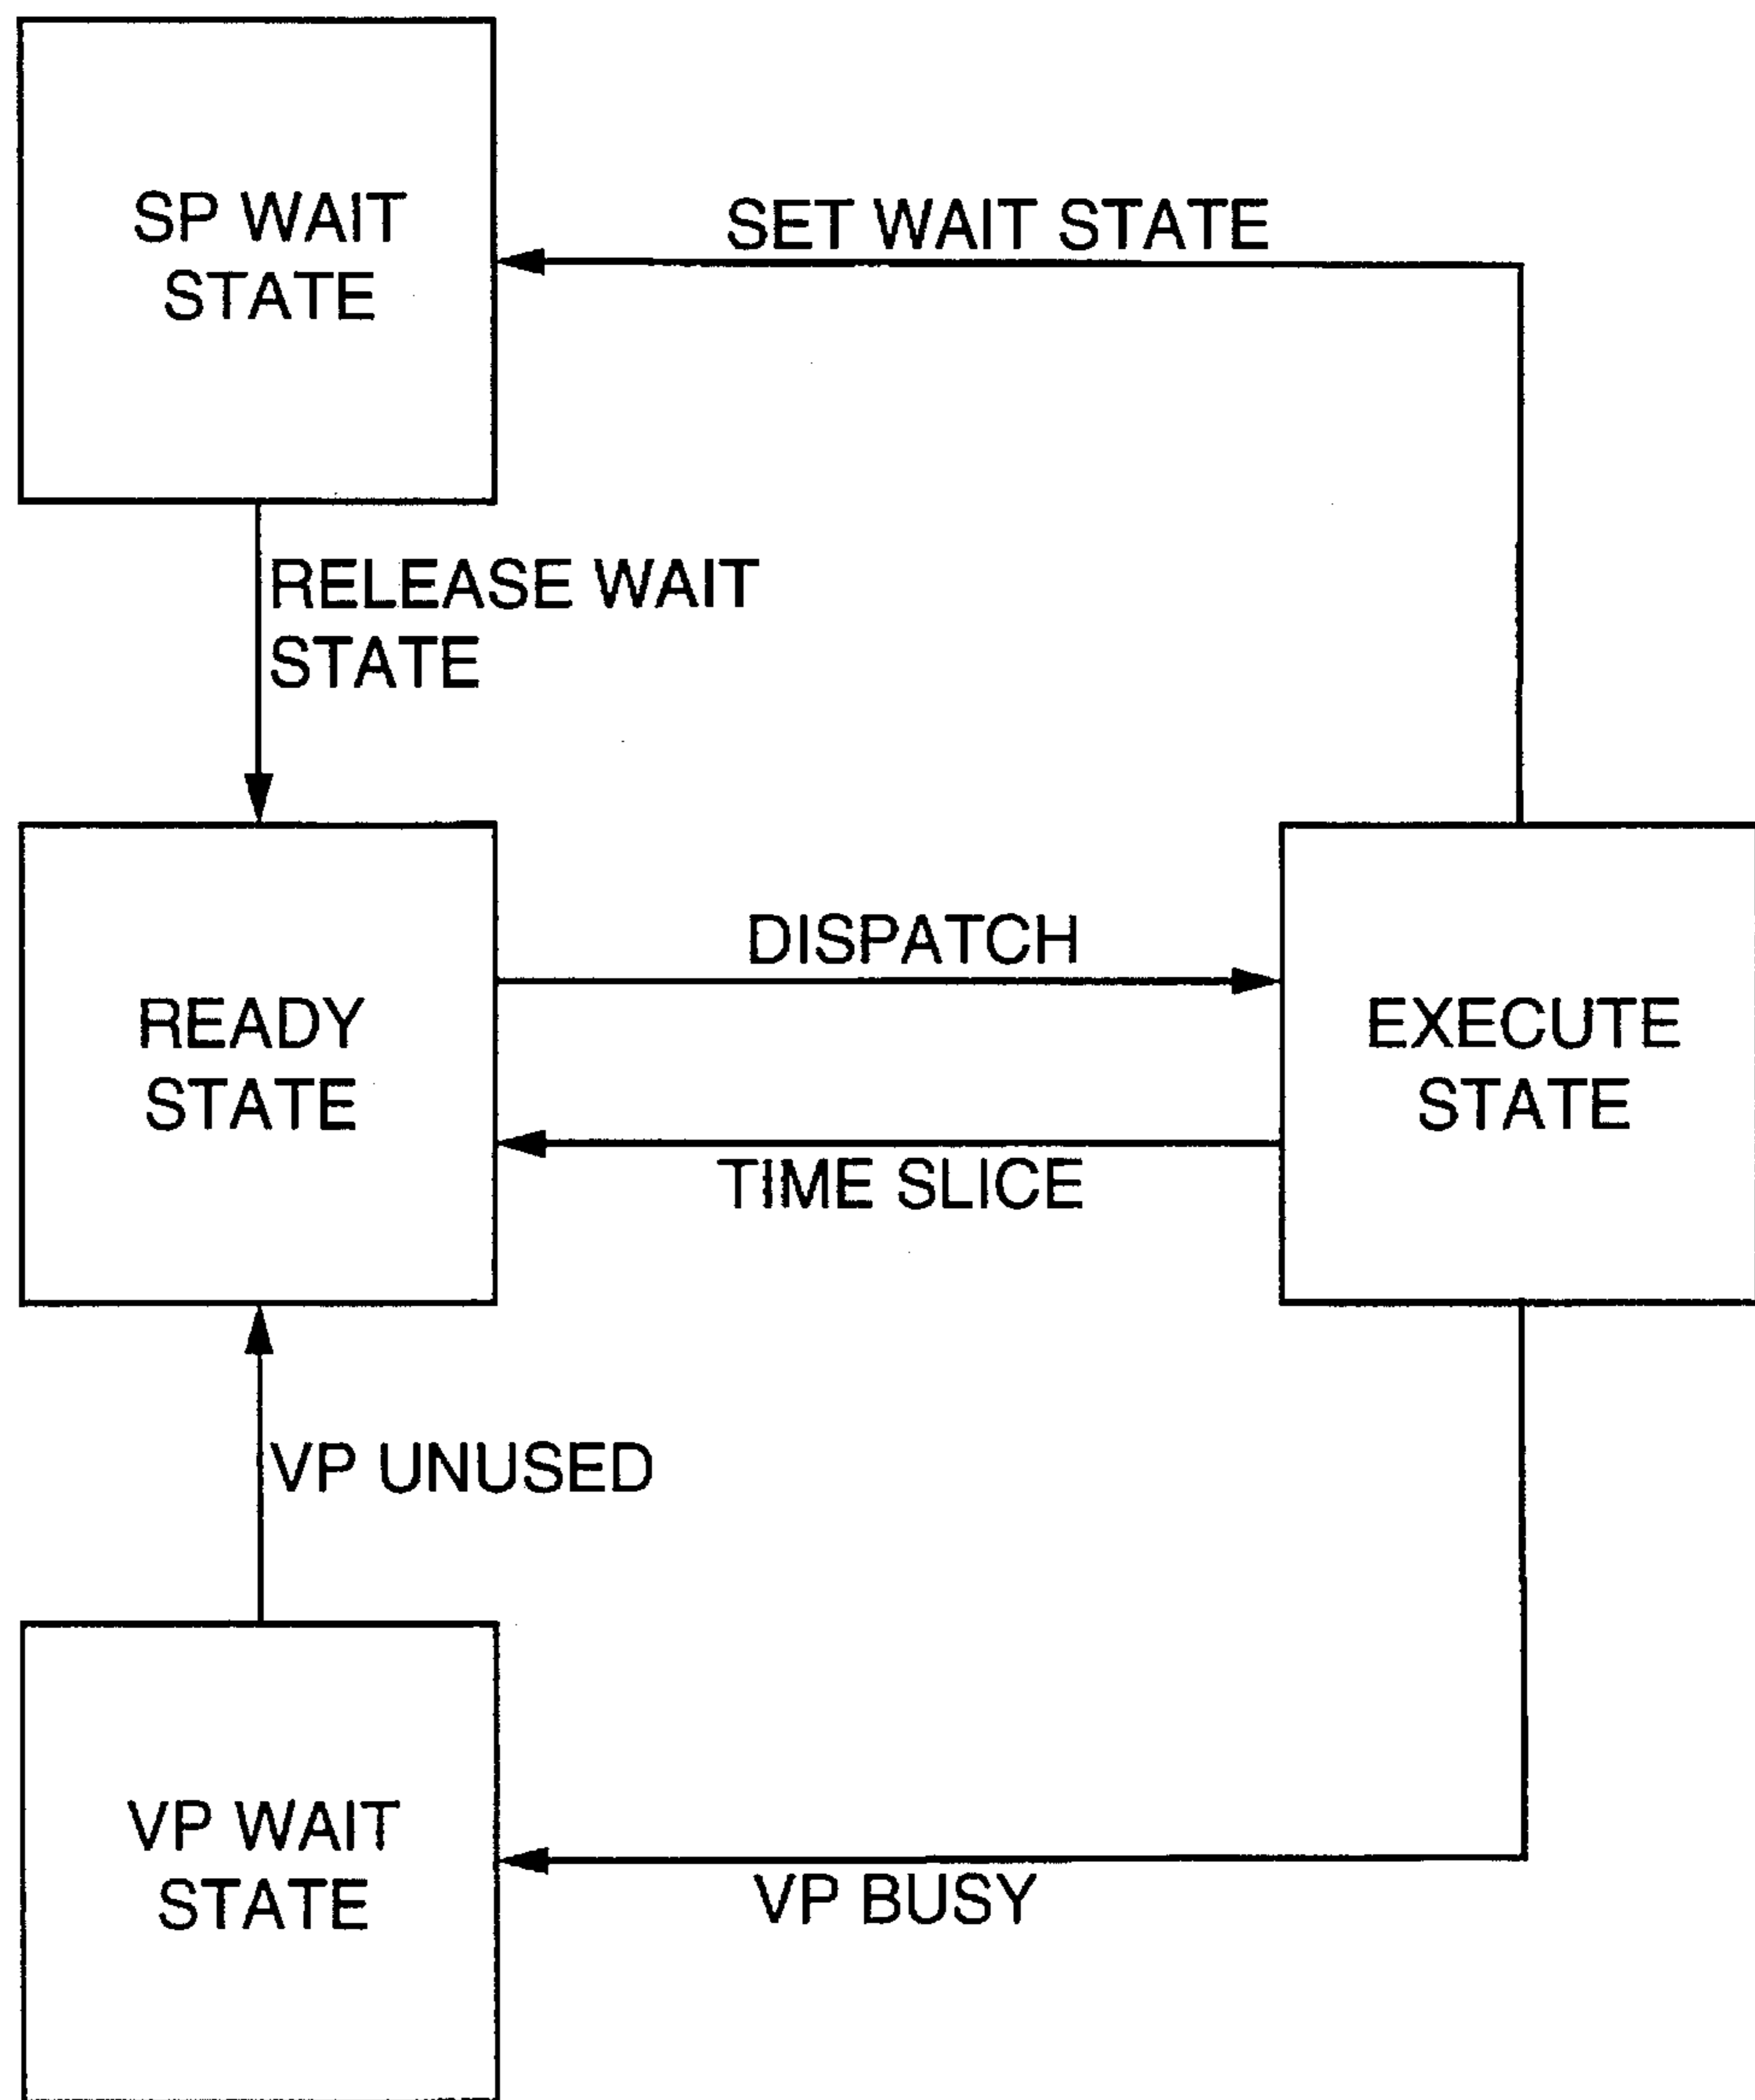 SP WAIT
STATE
SET WAIT STATE
RELEASE WAIT
STATE
DISPATCH
READY
STATE
EXECUTE
STATE
TIME SLICE
VP UNUSED
VP WAIT
STATE
VP BUSY